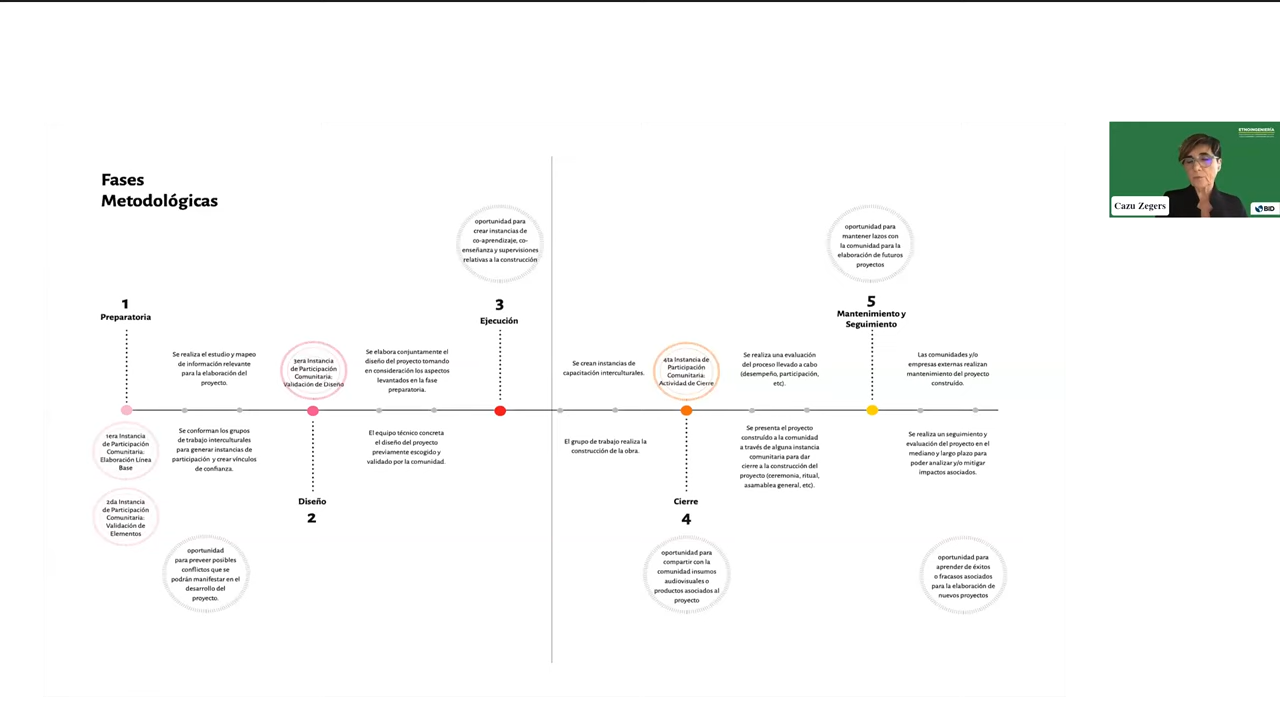 Fases
Metodológicas
1
Preparatoria
Se realiza el estudio y mapeo
de información relevante
para la elaboración del
proyecto.
1era Instancia
de Participación
Comunitaria:
Elaboración Línea
Base
2da Instancia
de Participación
Comunitaria:
Validación de
Elementos
Se conforman los grupos
de trabajo interculturales
para generar instancias de
participación y crear vínculos
de confianza.
oportunidad
para preveer posibles
conflictos que se
podrán manifestar en el
desarrollo del
proyecto.
3era Instancia
de Participación
Comunitaria:
Validación de Diseño
Diseño
2
Se elabora conjuntamente el
diseño del proyecto tomando
en consideración los aspectos
levantados en la fase
preparatoria.
El equipo técnico concreta
el diseño del proyecto
previamente escogido y
validado por la comunidad.
oportunidad para
crear instancias de
co-aprendizaje, co-
enseñanza y supervisiones
relativas a la construcción
3
Ejecución
Se crean instancias de
capacitación interculturales.
El grupo de trabajo realiza la
construcción de la obra.
4ta Instancia de
Participación
Comunitaria:
Actividad de Cierre
Cierre
4
oportunidad para
compartir con la
comunidad insumos
audiovisuales o
productos asociados al
proyecto
Se realiza una evaluación
del proceso llevado a cabo
(desempeño, participación,
etc).
Se presenta el proyecto
construído a la comunidad
a través de alguna instancia
comunitaria para dar
cierre a la construcción del
proyecto (ceremonia, ritual,
asamablea general, etc).
oportunidad para
mantener lazos con
la comunidad para la
elaboración de futuros
proyectos
5
Mantenimiento y
Seguimiento
Las comunidades y/o
empresas externas realizan
mantenimiento del proyecto
construído.
Se realiza un seguimiento y
evaluación del proyecto en el
mediano y largo plazo para
poder analizar y/o mitigar
impactos asociados.
oportunidad para
aprender de éxitos
o fracasos asociados
para la elaboración de
nuevos proyectos
ETNOINGENIERÍA
Cazu Zegers
BID